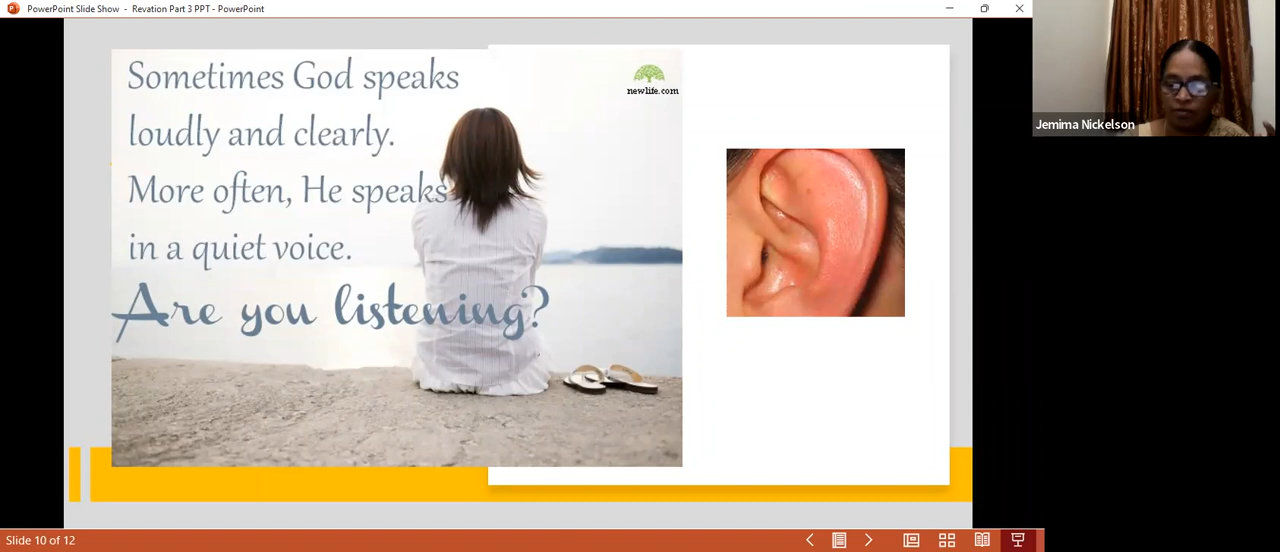 PowerPoint Slide Show - Revation Part 3 PPT - PowerPoint
Sometimes God speaks
loudly and clearly.
More often, He speaks
in a quiet voice.
Are you listening?
newlife.com
Jemima Nickelson
Slide 10 of 12